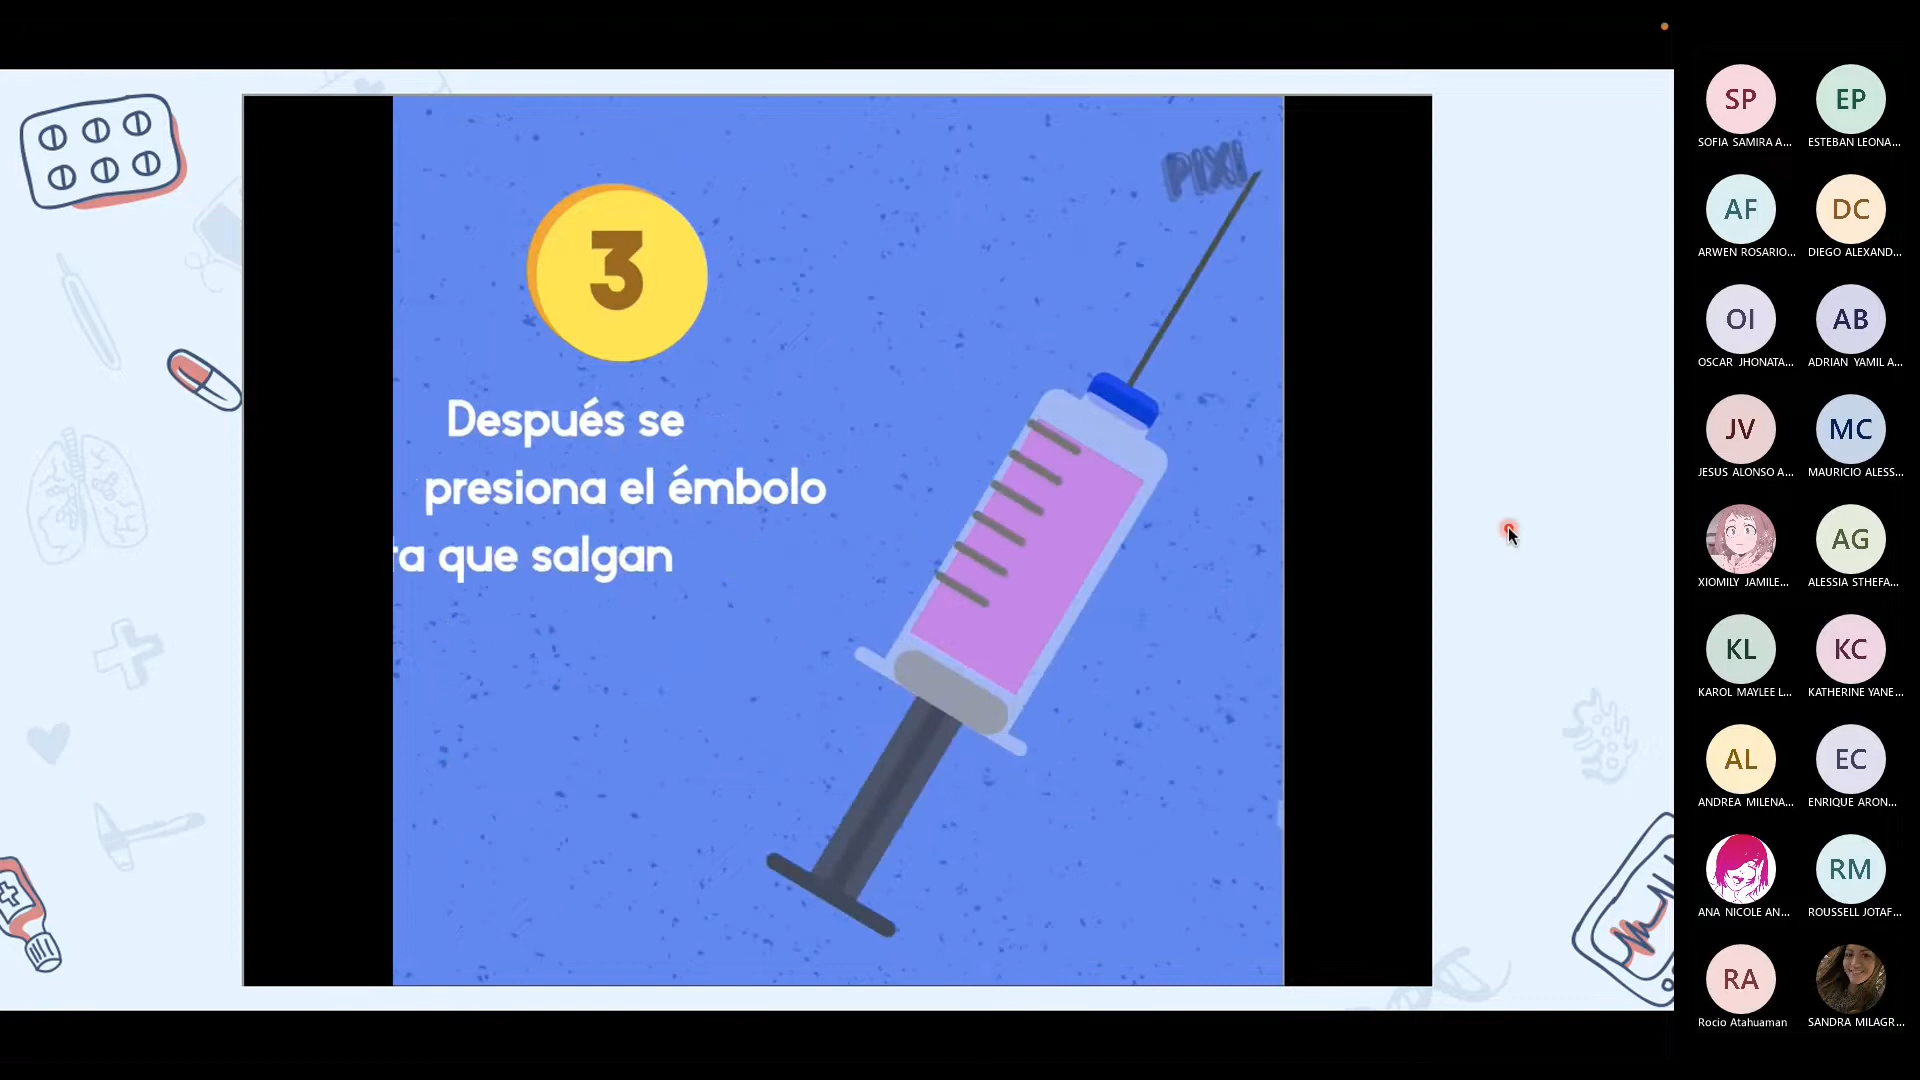 PIXI
3
Después se
presiona el émbolo
ra que salgan
SP
EP
SOFIA SAMIRA A...
ESTEBAN LEONA...
AF
DC
ARWEN ROSARIO...
DIEGO ALEXAND...
OI
AB
OSCAR JHONATA...
ADRIAN YAMIL A...
JV
MC
JESUS ALONSO A...
MAURICIO ALESS...
AG
XIOMILY JAMILE...
ALESSIA STHEFA...
KL
KC
KAROL MAYLEE L...
KATHERINE YANE...
AL
EC
ANDREA MILENA...
ENRIQUE ARON...
RM
ANA NICOLE AN...
ROUSSELL JOTAF...
RA
Rocio Atahuaman
SANDRA MILAGR...